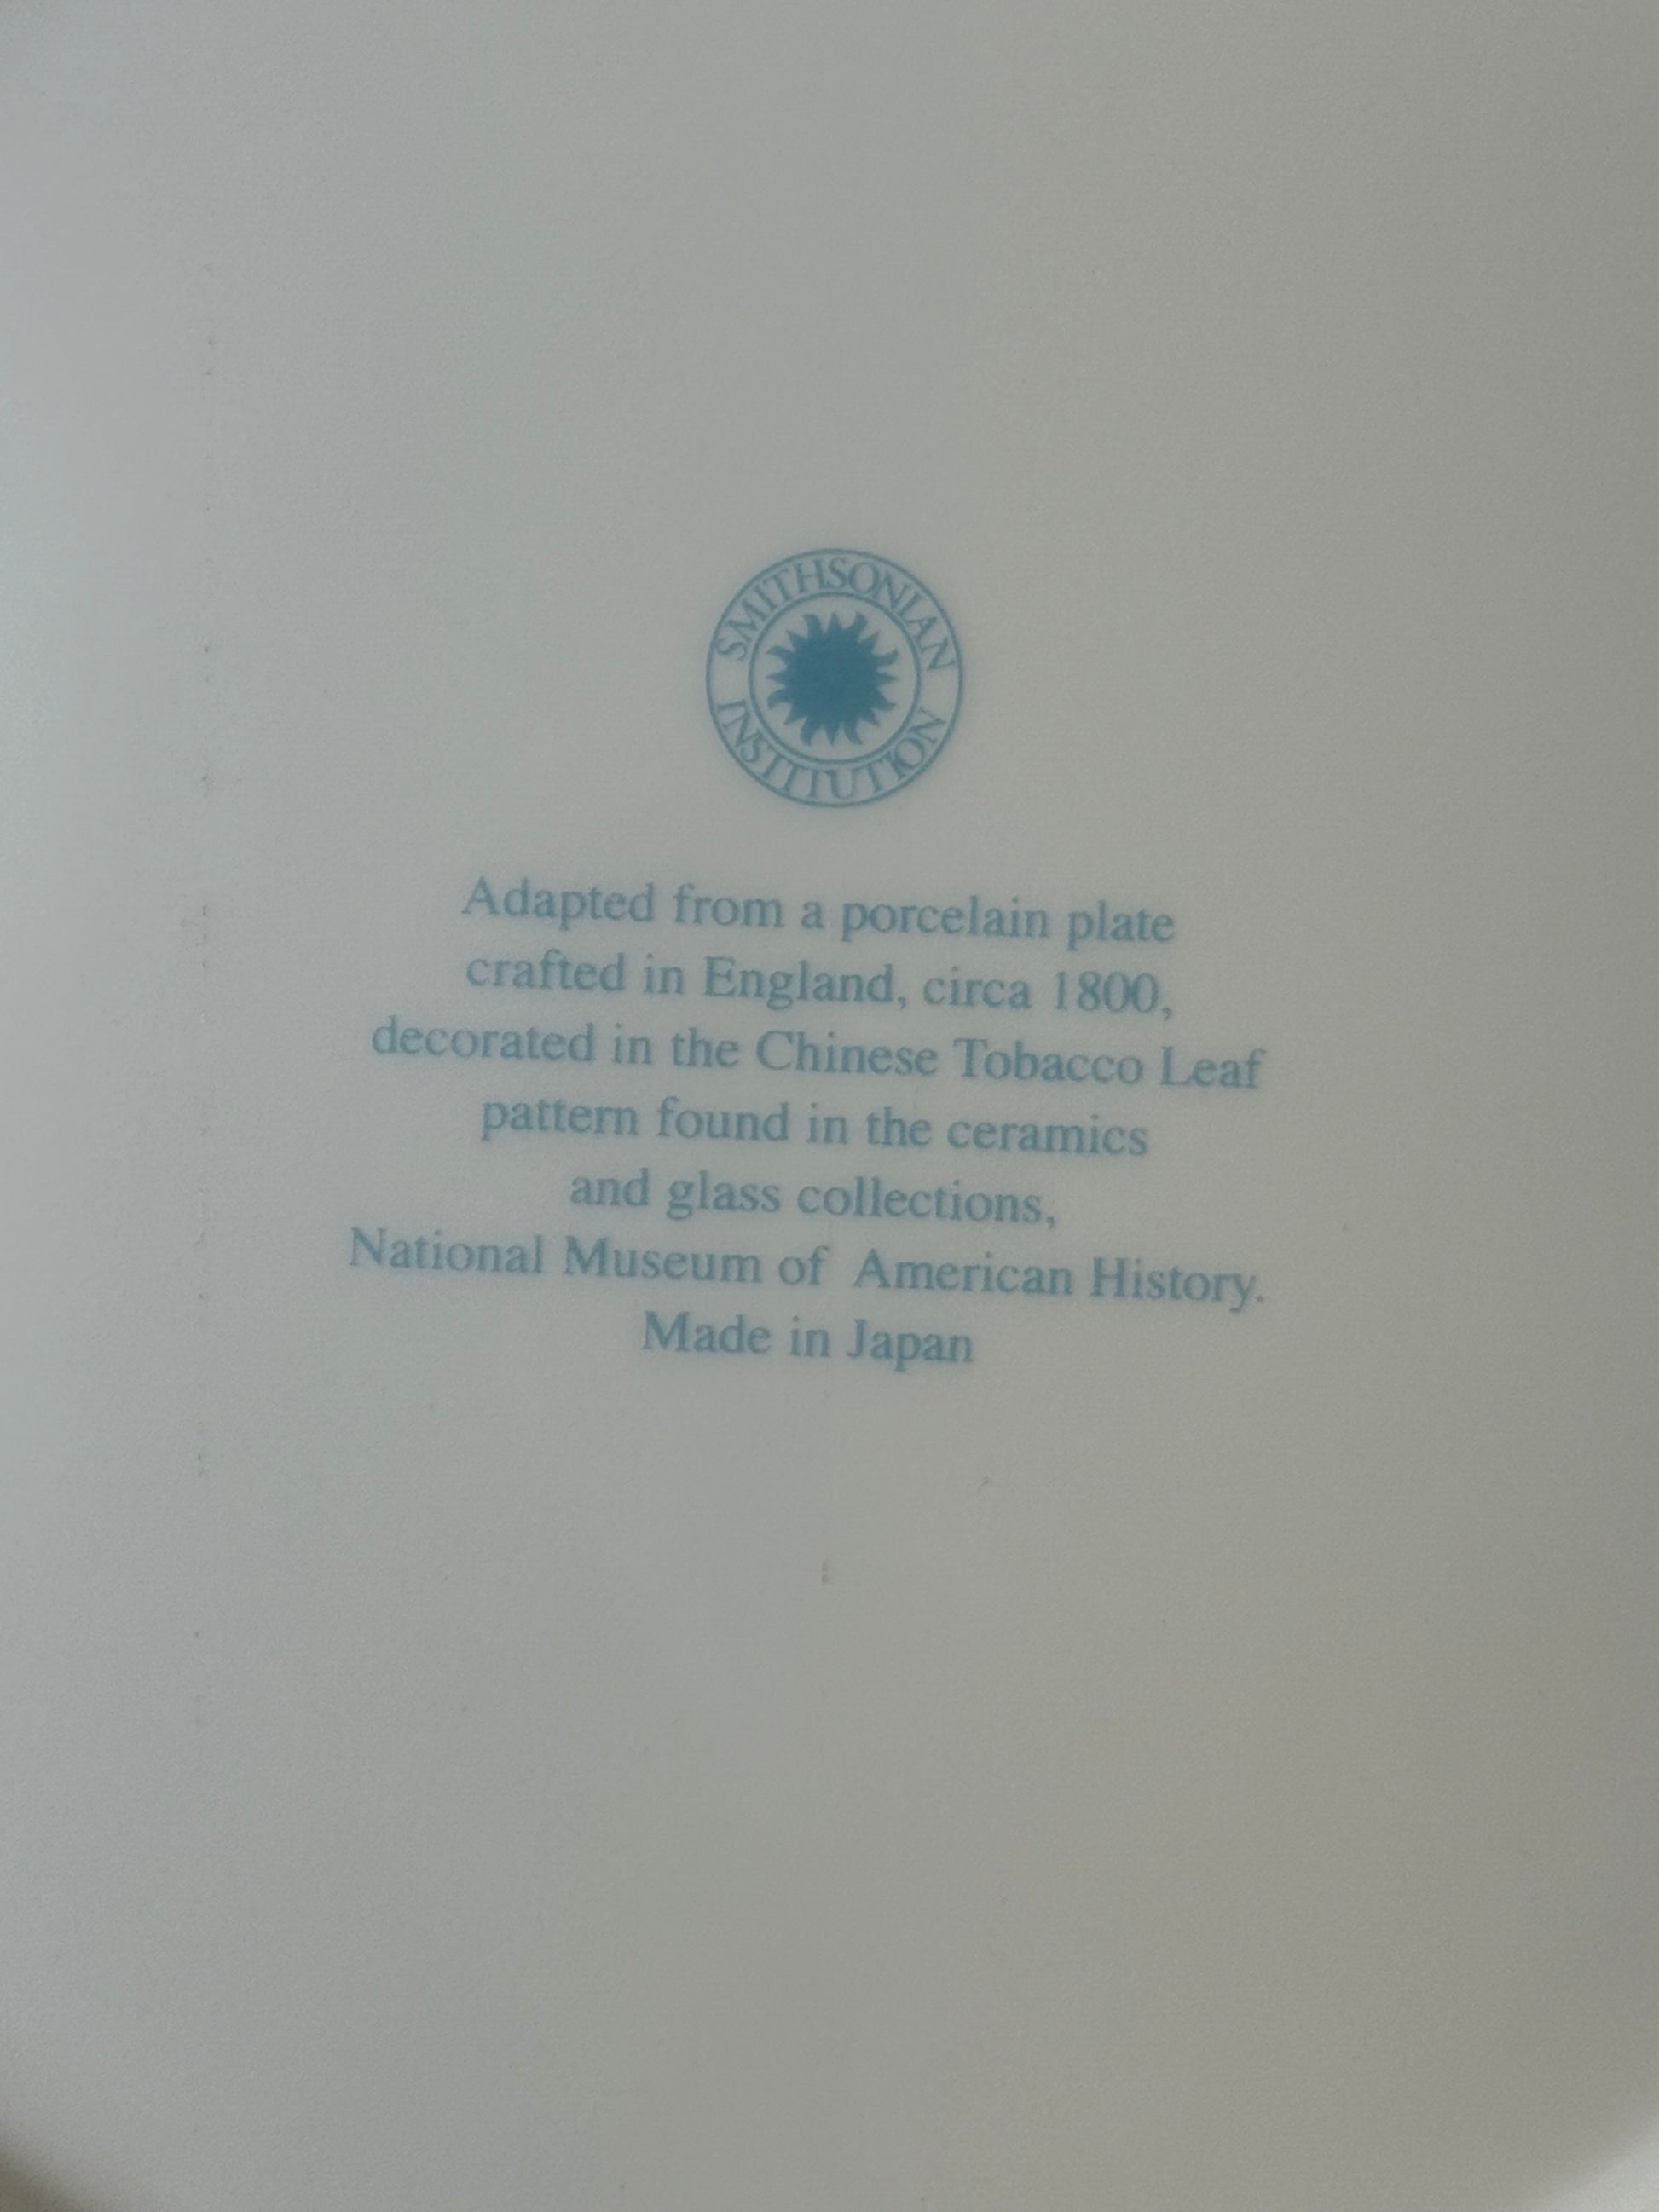 SMITHSONIAN
INSTITUTION
Adapted from a porcelain plate
crafted in England, circa 1800,
decorated in the Chinese Tobacco Leaf
pattern found in the ceramics
and glass collections,
National Museum of American History.
Made in Japan